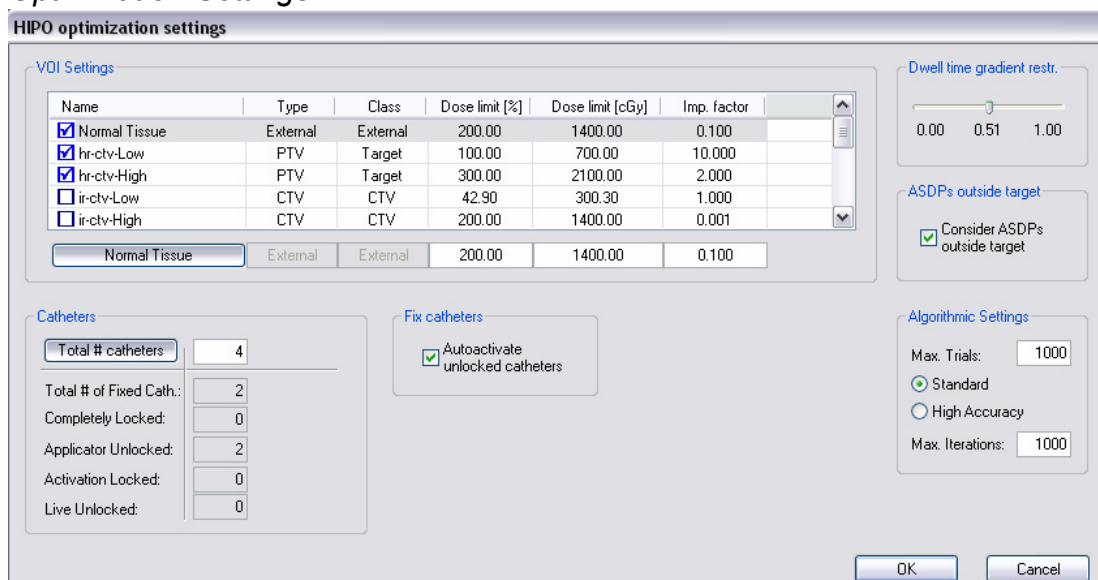 HIPO optimization settings
VOI Settings
Name Type Class Dose limit [%] Dose limit [cGy] Imp. factor
Normal Tissue External External 200.00 1400.00 0.100
hr-ctv-Low PTV Target 100.00 700.00 10.000
hr-ctv-High PTV Target 300.00 2100.00 2.000
ir-ctv-Low CTV CTV 42.90 300.30 1.000
ir-ctv-High CTV CTV 200.00 1400.00 0.001
Normal Tissue External External 200.00 1400.00 0.100
Dwell time gradient restr.
0.00 0.51 1.00
ASDPs outside target
Consider ASDPs
outside target
Catheters
Total # catheters 4
Total # of Fixed Cath.: 2
Completely Locked: 0
Applicator Unlocked: 2
Activation Locked: 0
Live Unlocked: 0
Fix catheters
Autoactivate
unlocked catheters
Algorithmic Settings
Max. Trials: 1000
Standard
High Accuracy
Max. Iterations: 1000
OK Cancel